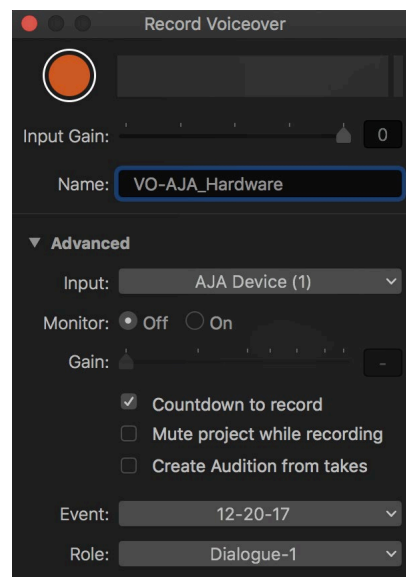 Record Voiceover
Input Gain: 0
Name: VO-AJA_Hardware
Advanced
Input: AJA Device (1)
Monitor: Off On
Gain: -
Countdown to record
Mute project while recording
Create Audition from takes
Event: 12-20-17
Role: Dialogue-1